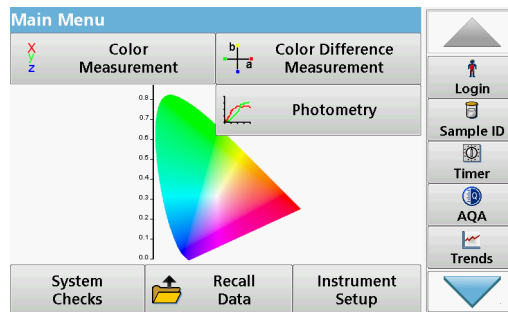 Main Menu
X
y
z
Color
Measurement
b
a
Color Difference
Measurement
Photometry
0.8
0.7
0.6
0.5
0.4
0.3
0.2
0.1
0.0
System
Checks
Recall
Data
Instrument
Setup
Login
Sample ID
Timer
AQA
Trends